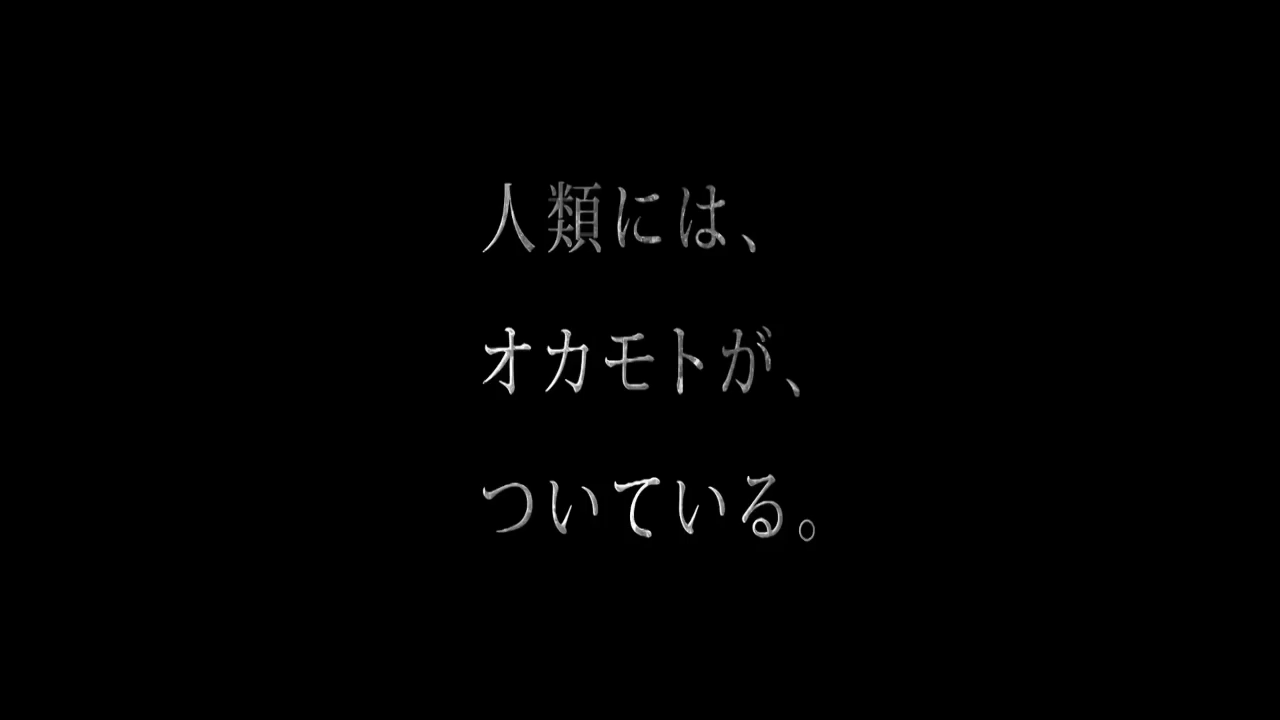 人類には、
オカモトが、
ついている。